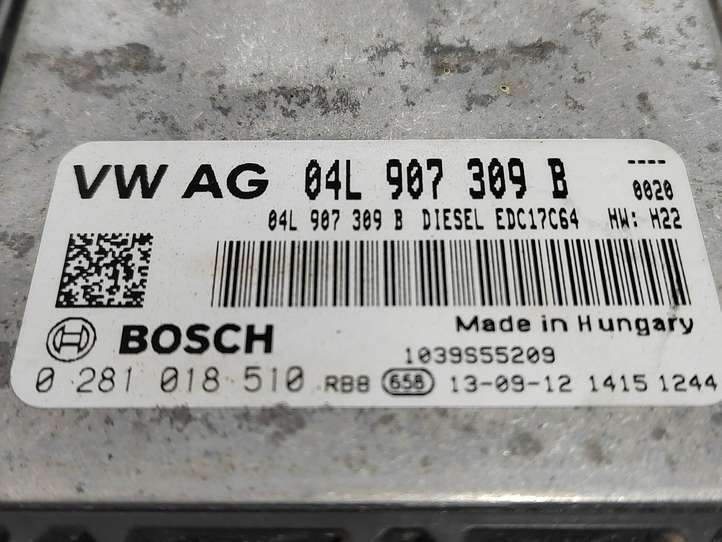 VW AG 04L 907 309 B ----
0020
04L 907 309 B DIESEL EDC17C64 HW: H22
BOSCH Made in Hungary
1039S55209
0 281 018 510 RB8 658 13-09-12 1415 1244